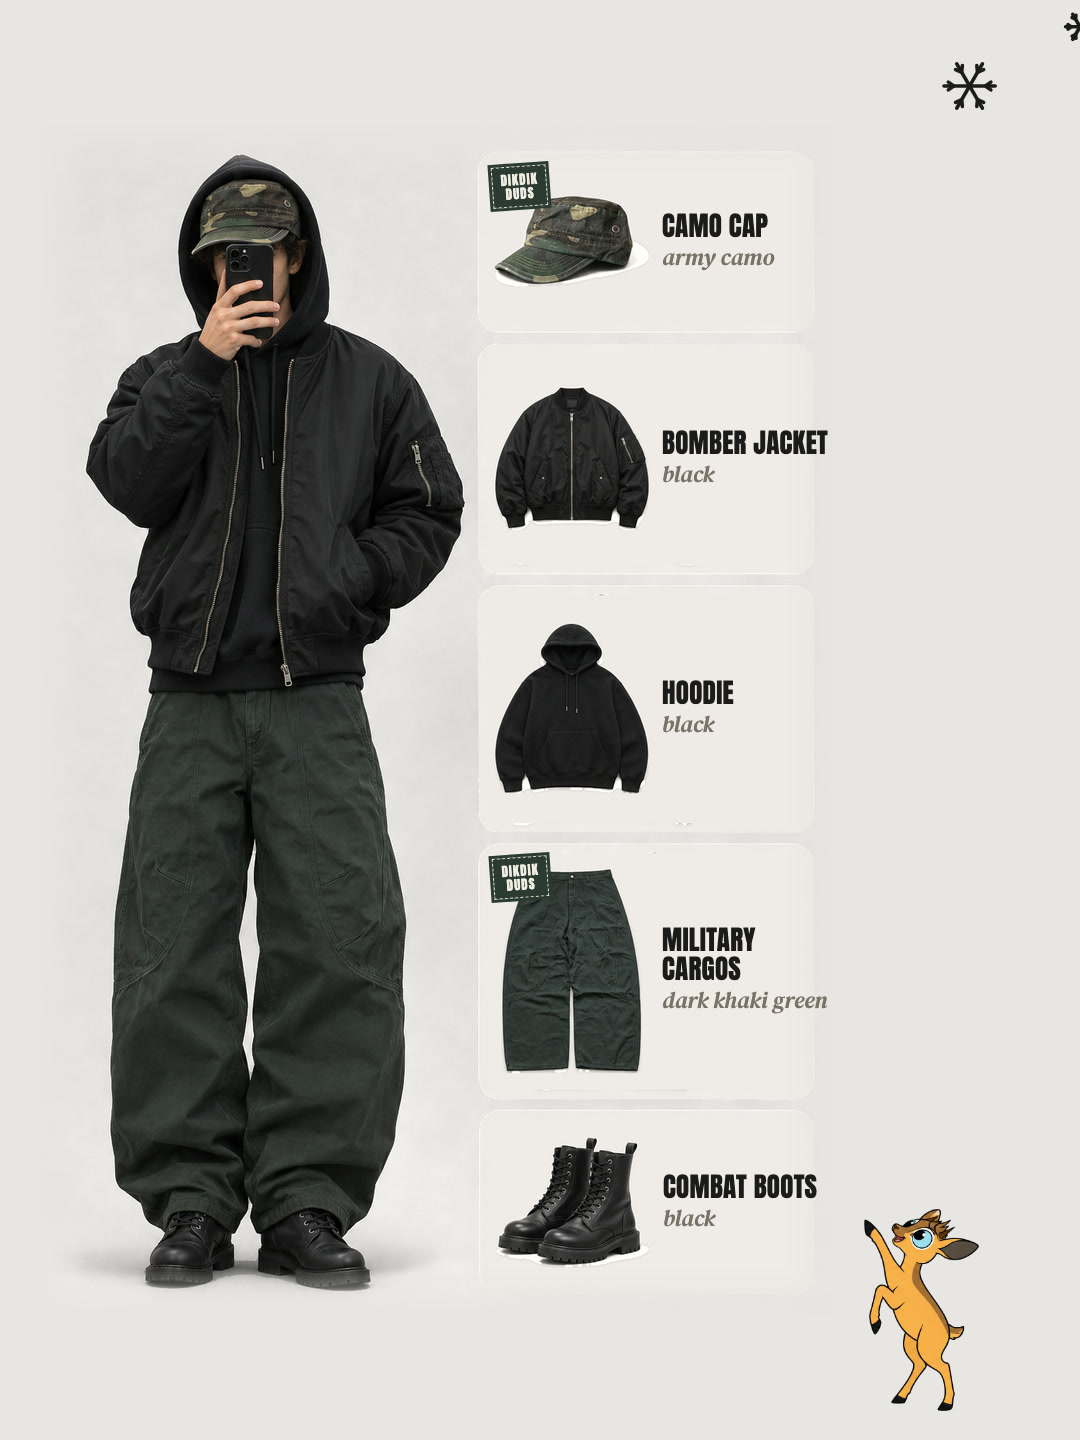 DIKDIK
DUDS
CAMO CAP
army camo
BOMBER JACKET
black
HOODIE
black
DIKDIK
DUDS
MILITARY
CARGOS
dark khaki green
COMBAT BOOTS
black